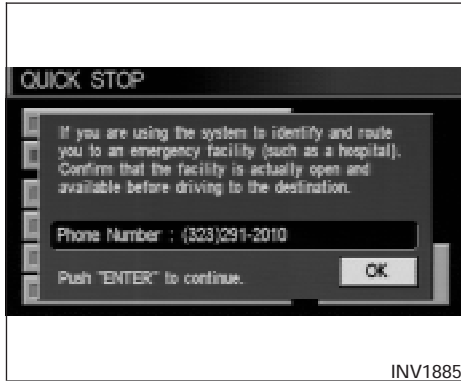 QUICK STOP
If you are using the system to identify and route
you to an emergency facility (such as a hospital).
Confirm that the facility is actually open and
available before driving to the destination.
Phone Number : (323)291-2010
OK
Push "ENTER" to continue.
INV1885